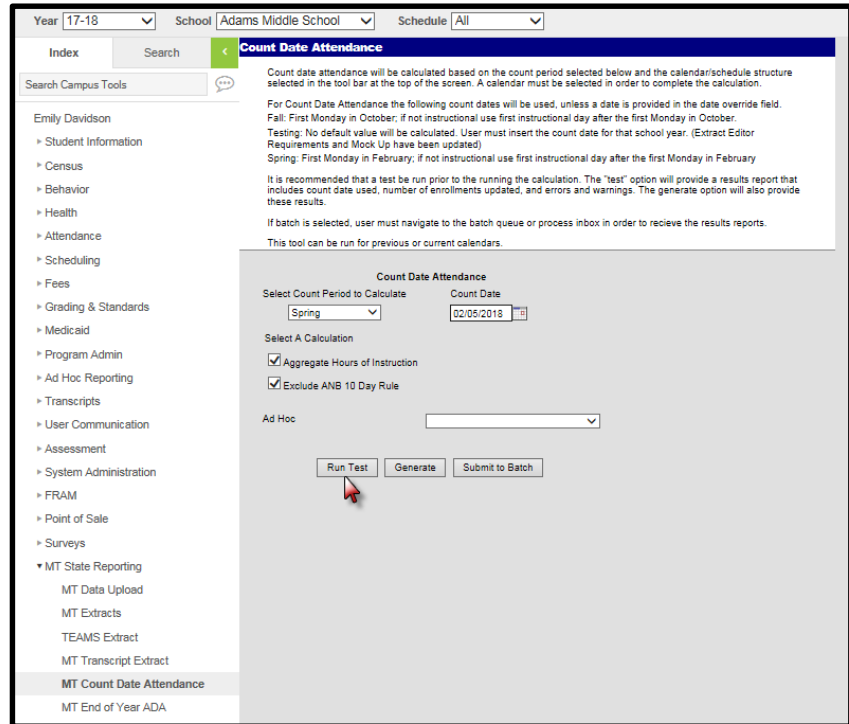 Year 17-18 School Adams Middle School Schedule All
Index Search
Search Campus Tools
Emily Davidson
Student Information
Census
Behavior
Health
Attendance
Scheduling
Fees
Grading & Standards
Medicaid
Program Admin
Ad Hoc Reporting
Transcripts
User Communication
Assessment
System Administration
FRAM
Point of Sale
Surveys
MT State Reporting
MT Data Upload
MT Extracts
TEAMS Extract
MT Transcript Extract
MT Count Date Attendance
MT End of Year ADA
Count Date Attendance
Count date attendance will be calculated based on the count period selected below and the calendar/schedule structure
selected in the tool bar at the top of the screen. A calendar must be selected in order to complete the calculation.
For Count Date Attendance the following count dates will be used, unless a date is provided in the date override field.
Fall: First Monday in October; if not instructional use first instructional day after the first Monday in October.
Testing: No default value will be calculated. User must insert the count date for that school year. (Extract Editor
Requirements and Mock Up have been updated)
Spring: First Monday in February; if not instructional use first instructional day after the first Monday in February
It is recommended that a test be run prior to the running the calculation. The "test" option will provide a results report that
includes count date used, number of enrollments updated, and errors and warnings. The generate option will also provide
these results.
If batch is selected, user must navigate to the batch queue or process inbox in order to recieve the results reports.
This tool can be run for previous or current calendars.
Count Date Attendance
Select Count Period to Calculate Count Date
Spring 02/05/2018
Select A Calculation
Aggregate Hours of Instruction
Exclude ANB 10 Day Rule
Ad Hoc
Run Test Generate Submit to Batch